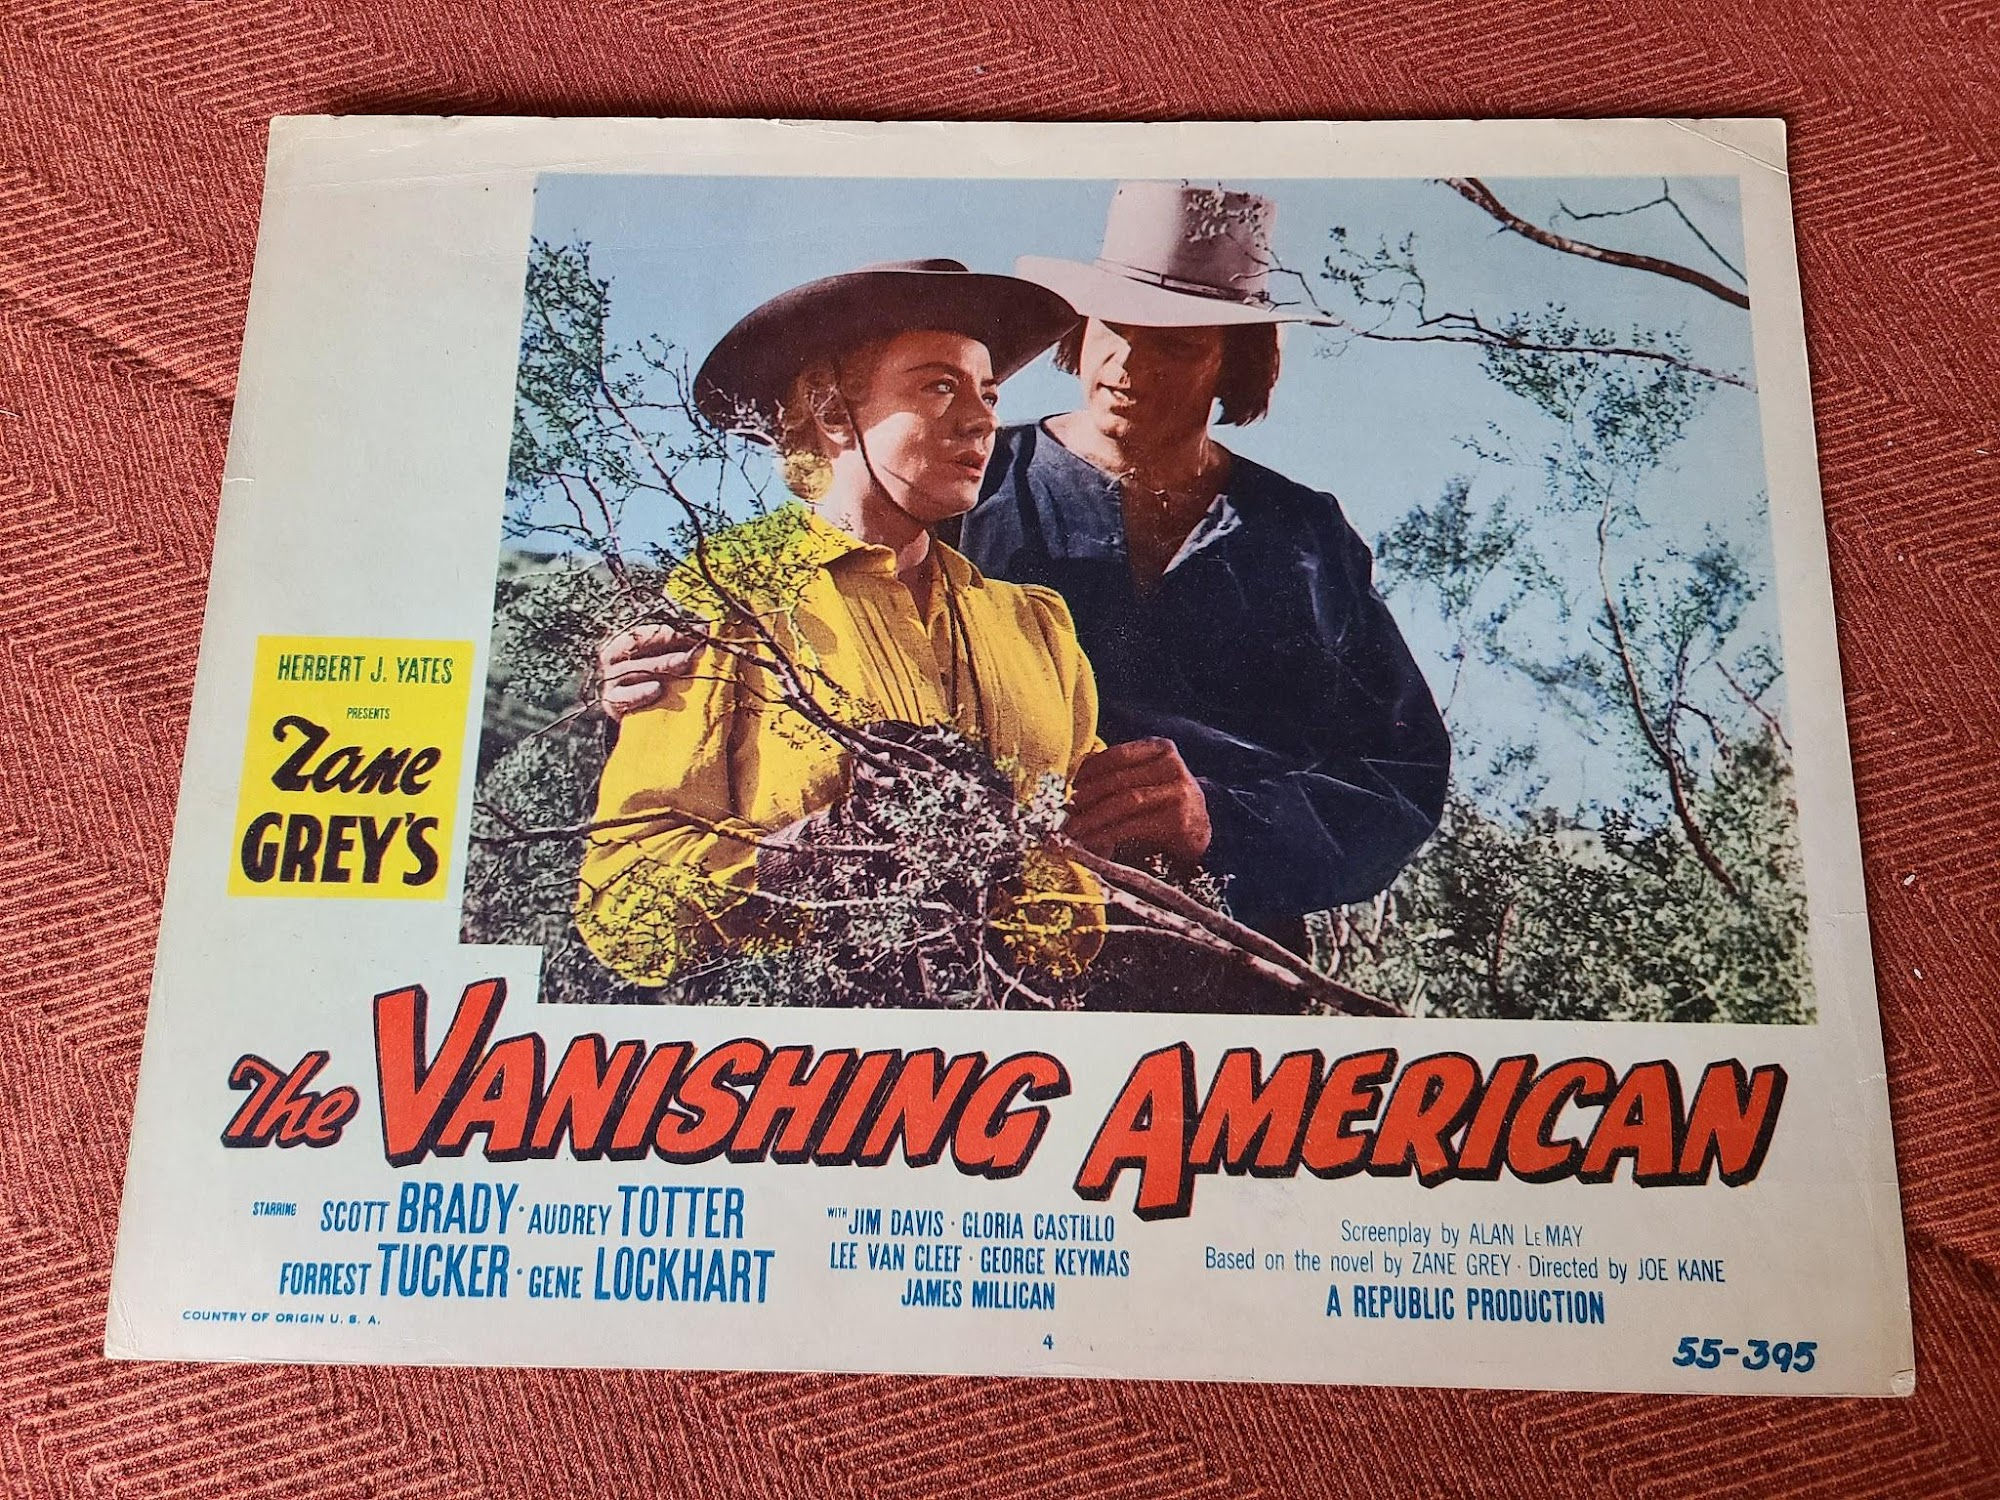 HERBERT J. YATES
PRESENTS
Zane
GREY'S
The VANISHING AMERICAN
STARRING SCOTT BRADY · AUDREY TOTTER
FORREST TUCKER · GENE LOCKHART
WITH JIM DAVIS · GLORIA CASTILLO
LEE VAN CLEEF · GEORGE KEYMAS
JAMES MILLICAN
Screenplay by ALAN LE MAY
Based on the novel by ZANE GREY · Directed by JOE KANE
A REPUBLIC PRODUCTION
COUNTRY OF ORIGIN U. S. A.
4
55-395